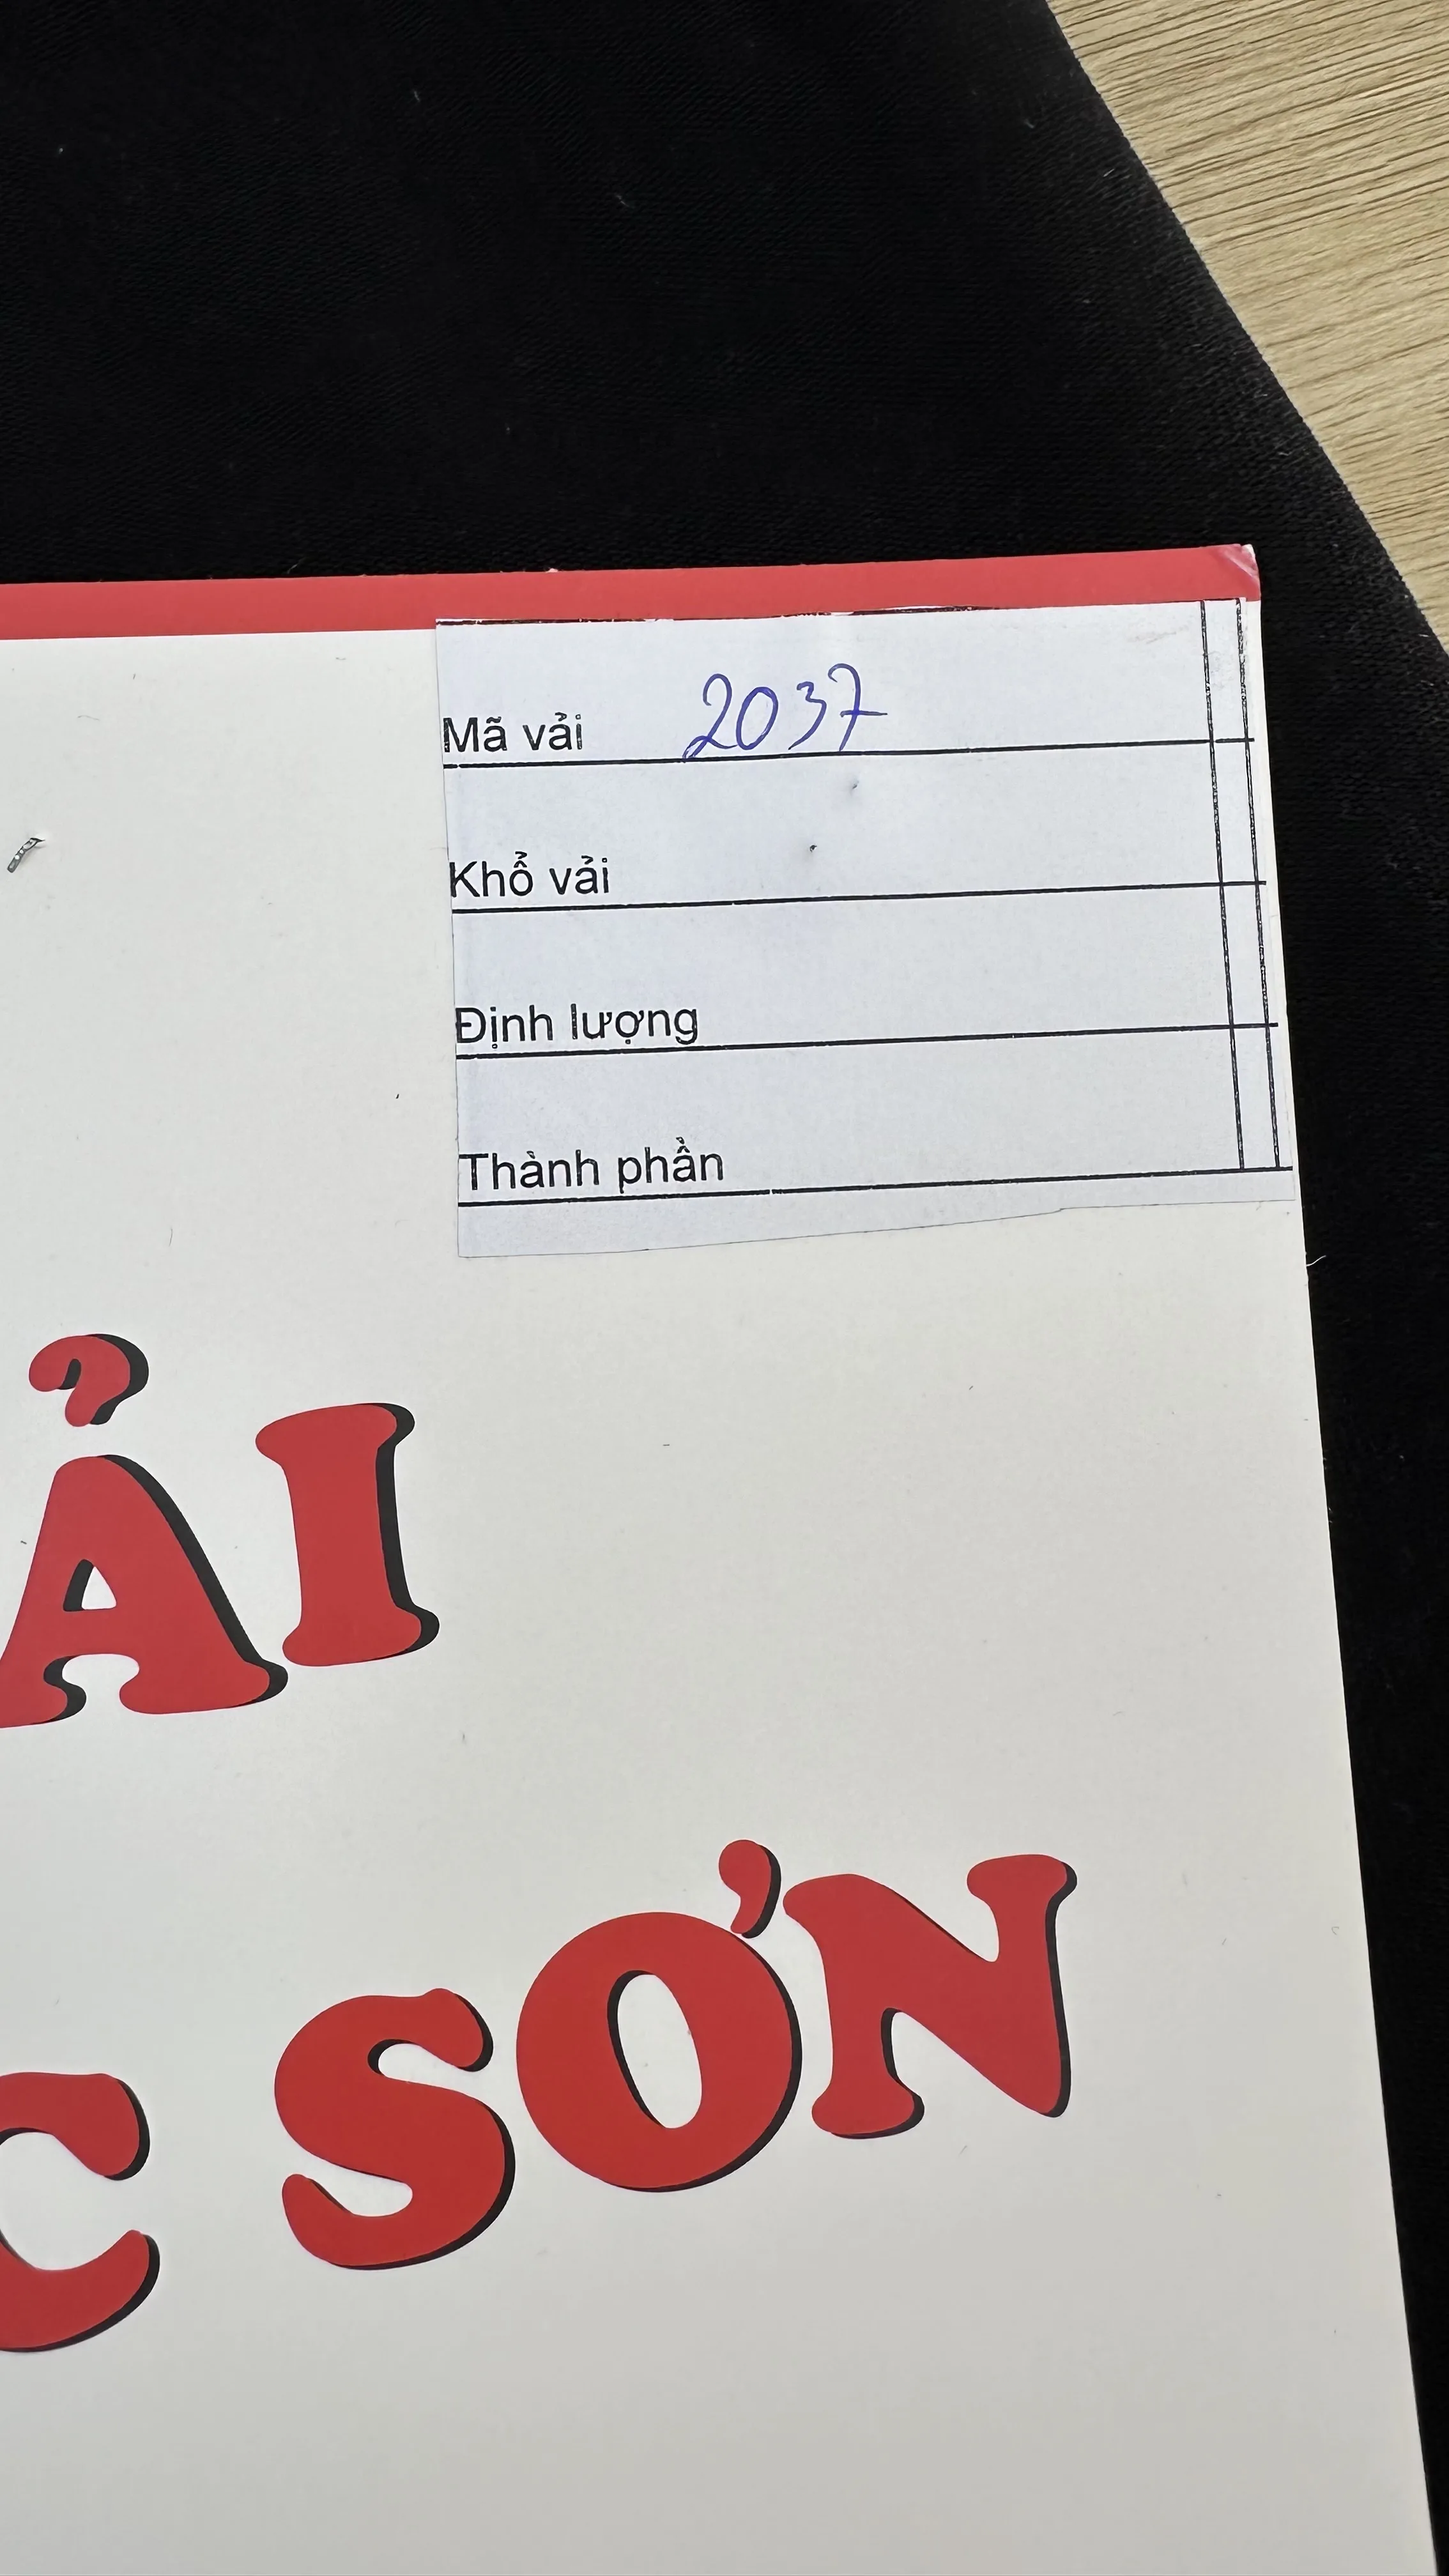 Mã vải 2037
Khổ vải
Định lượng
Thành phần
ẢI
C SƠN